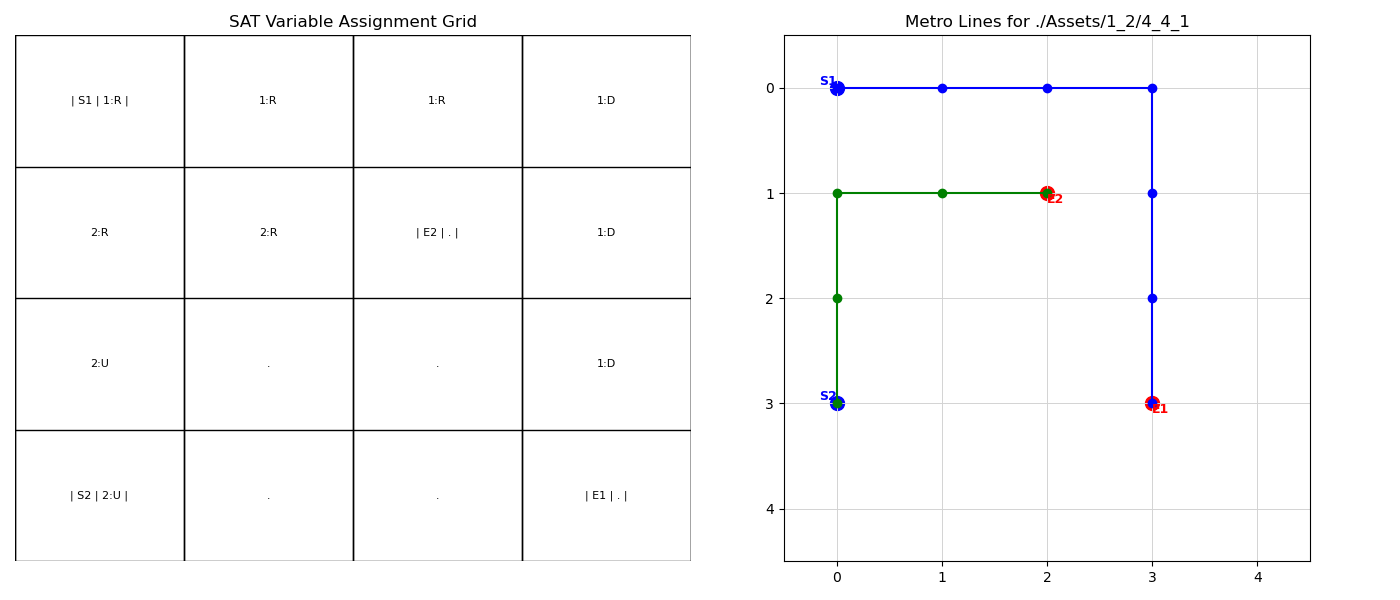 SAT Variable Assignment Grid
| S1 | 1:R | 1:R 1:R 1:D
2:R 2:R | E2 | . | 1:D
2:U . . 1:D
| S2 | 2:U | . . | E1 | . |
Metro Lines for ./Assets/1_2/4_4_1
S1
0
1
E2
2
S2
3
E1
4
0 1 2 3 4